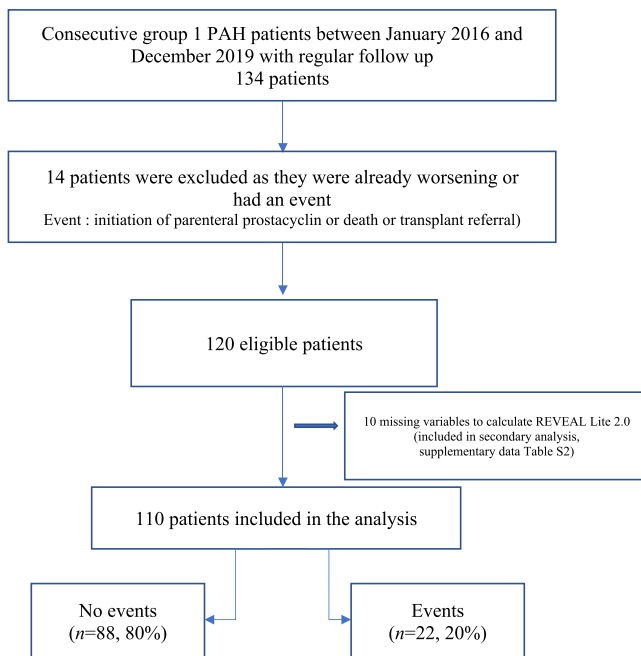 Consecutive group 1 PAH patients between January 2016 and
December 2019 with regular follow up
134 patients
14 patients were excluded as they were already worsening or
had an event
Event : initiation of parenteral prostacyclin or death or transplant referral)
120 eligible patients
10 missing variables to calculate REVEAL Lite 2.0
(included in secondary analysis,
supplementary data Table S2)
110 patients included in the analysis
No events
(n=88, 80%)
Events
(n=22, 20%)